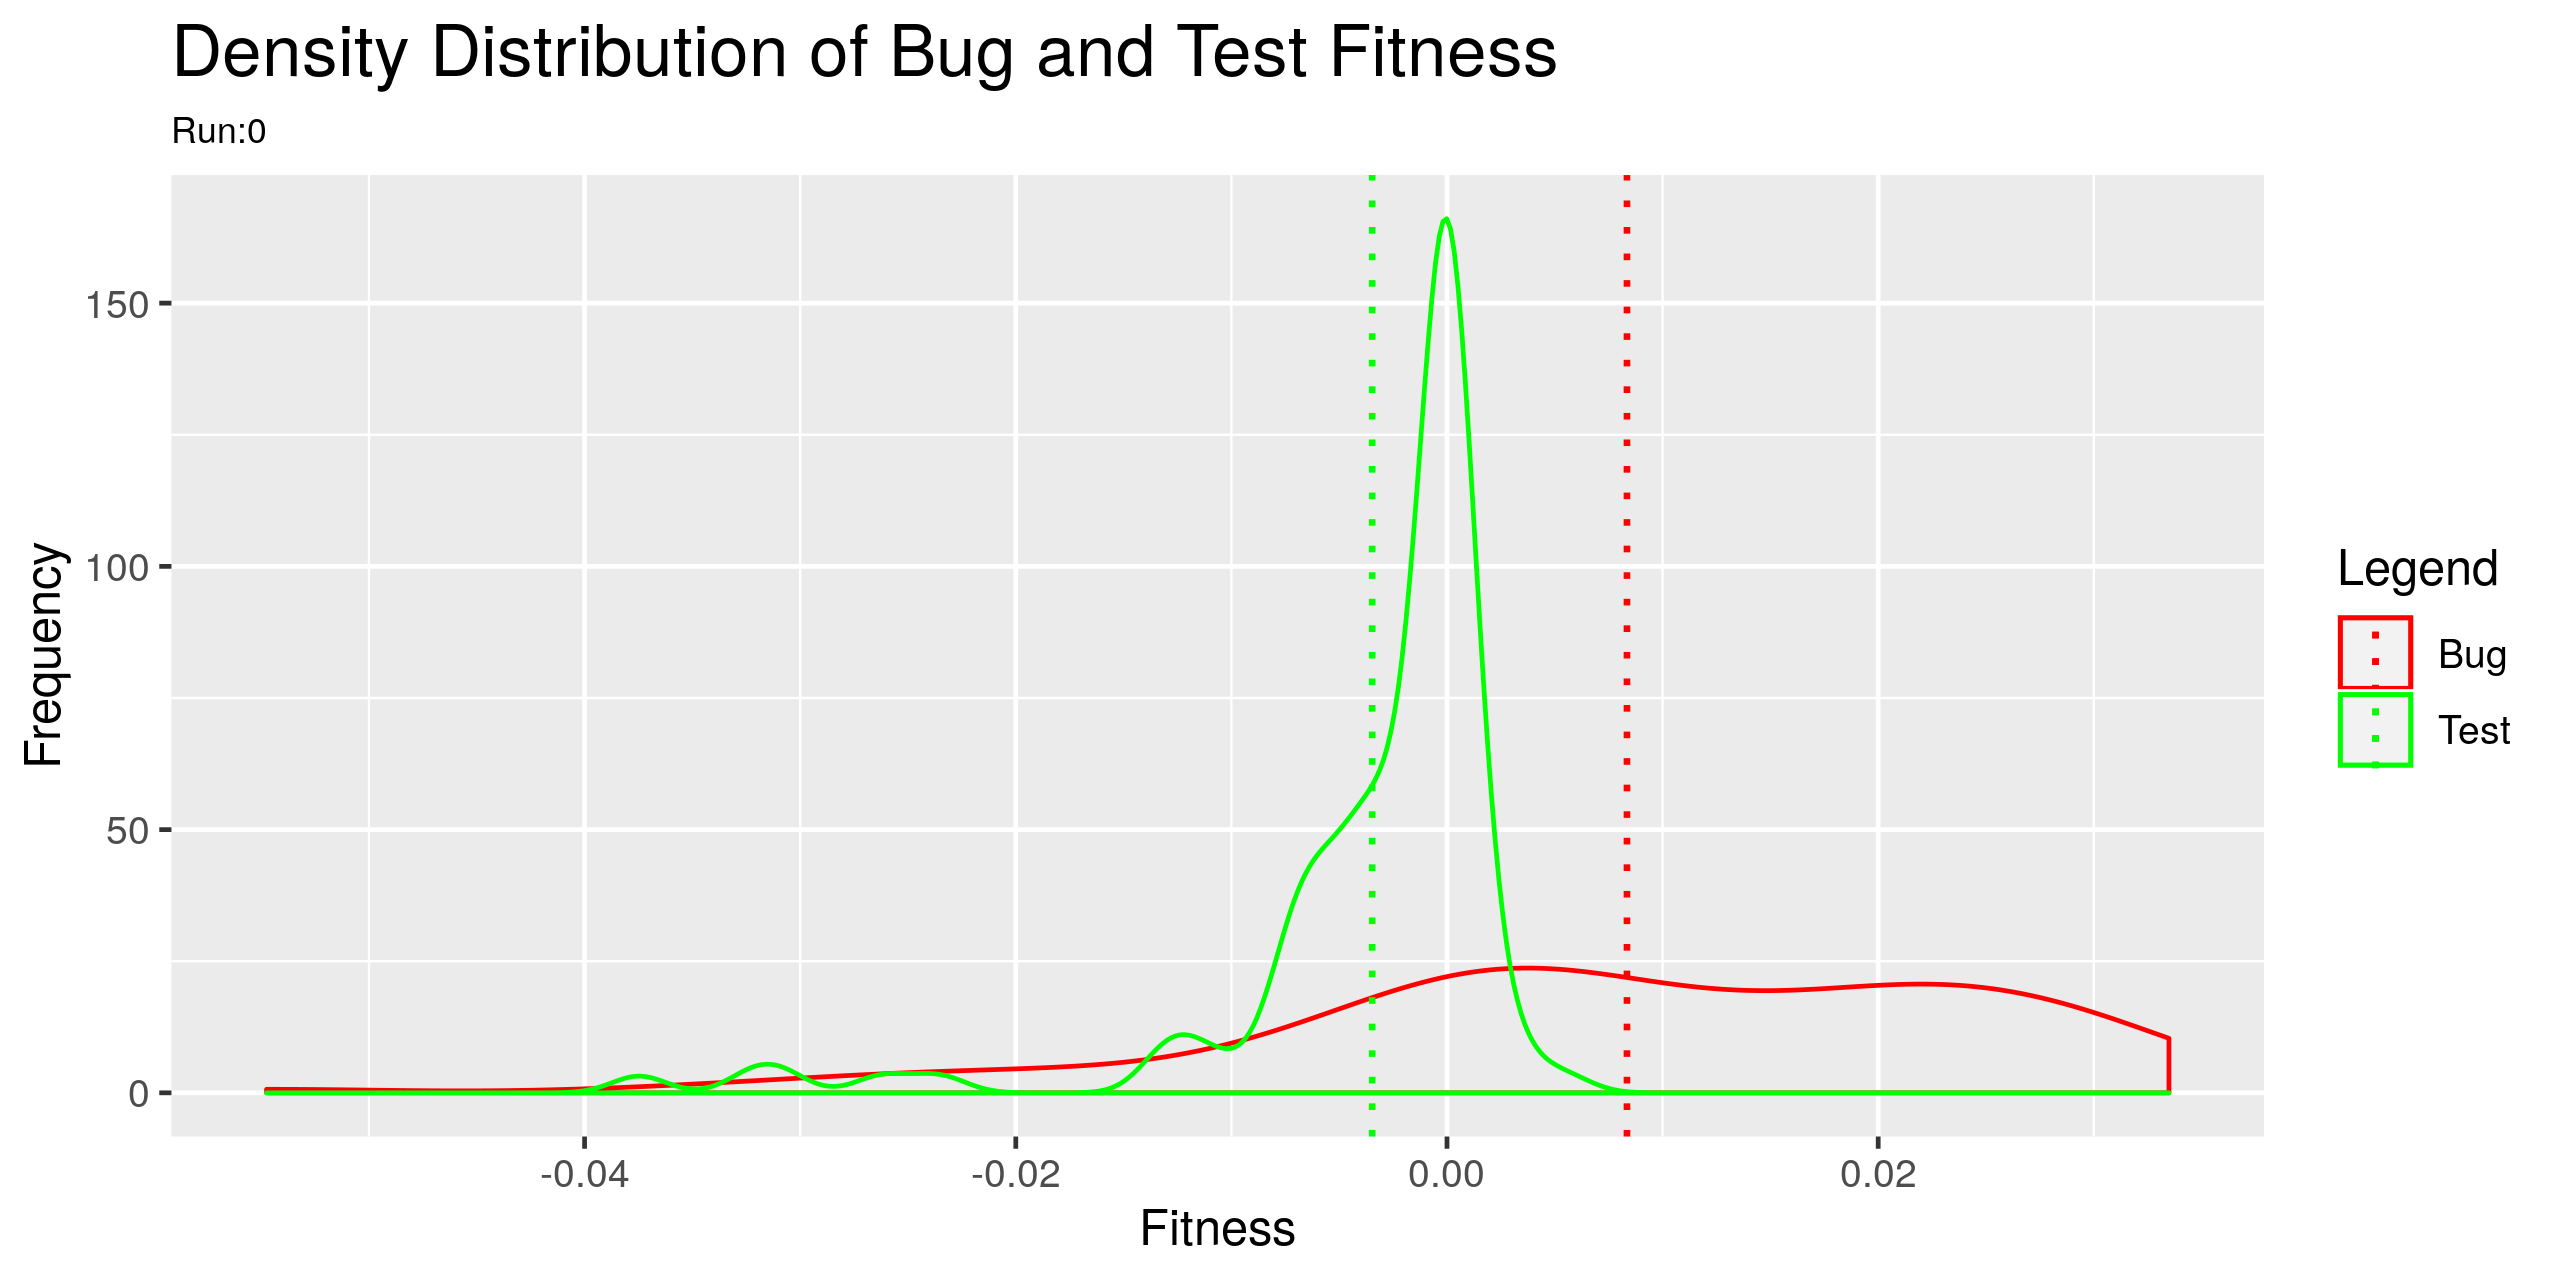 Density Distribution of Bug and Test Fitness
Run:0
Frequency
150
100
50
0
-0.04
-0.02
0.00
0.02
Fitness
Legend
Bug
Test